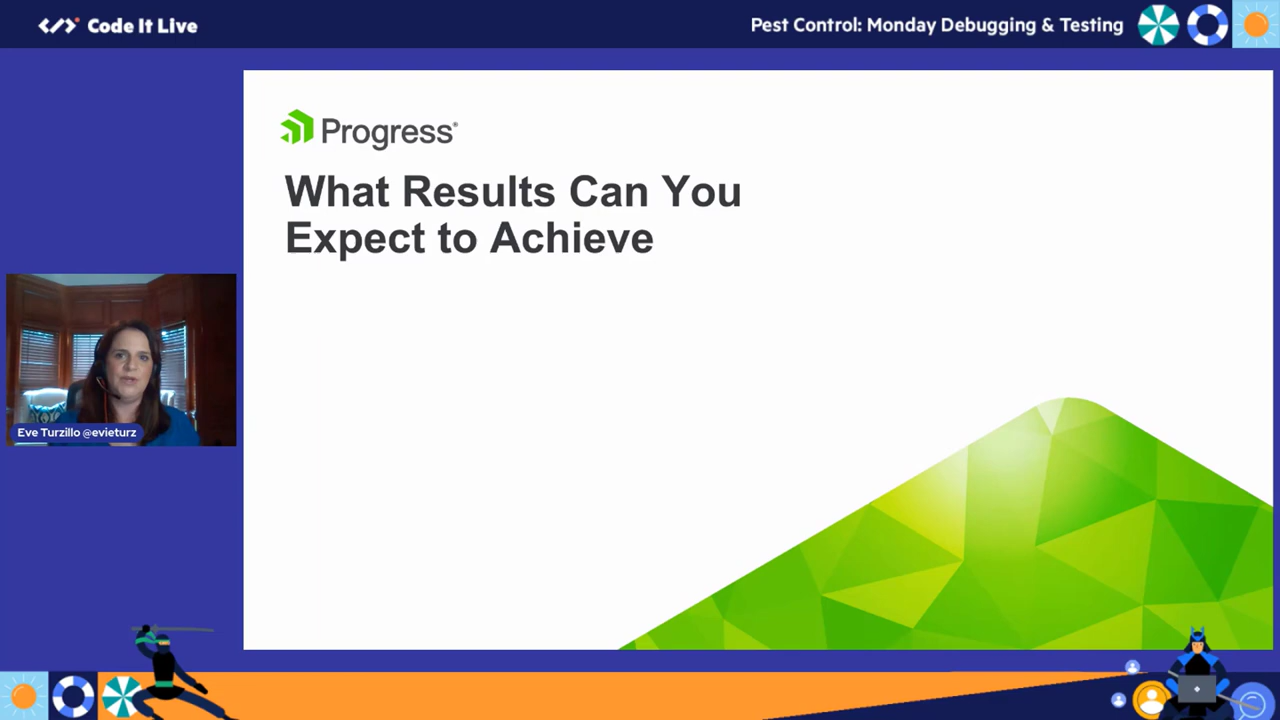 Code It Live
Pest Control: Monday Debugging & Testing
Progress®
What Results Can You
Expect to Achieve
Eve Turzillo @evieturz